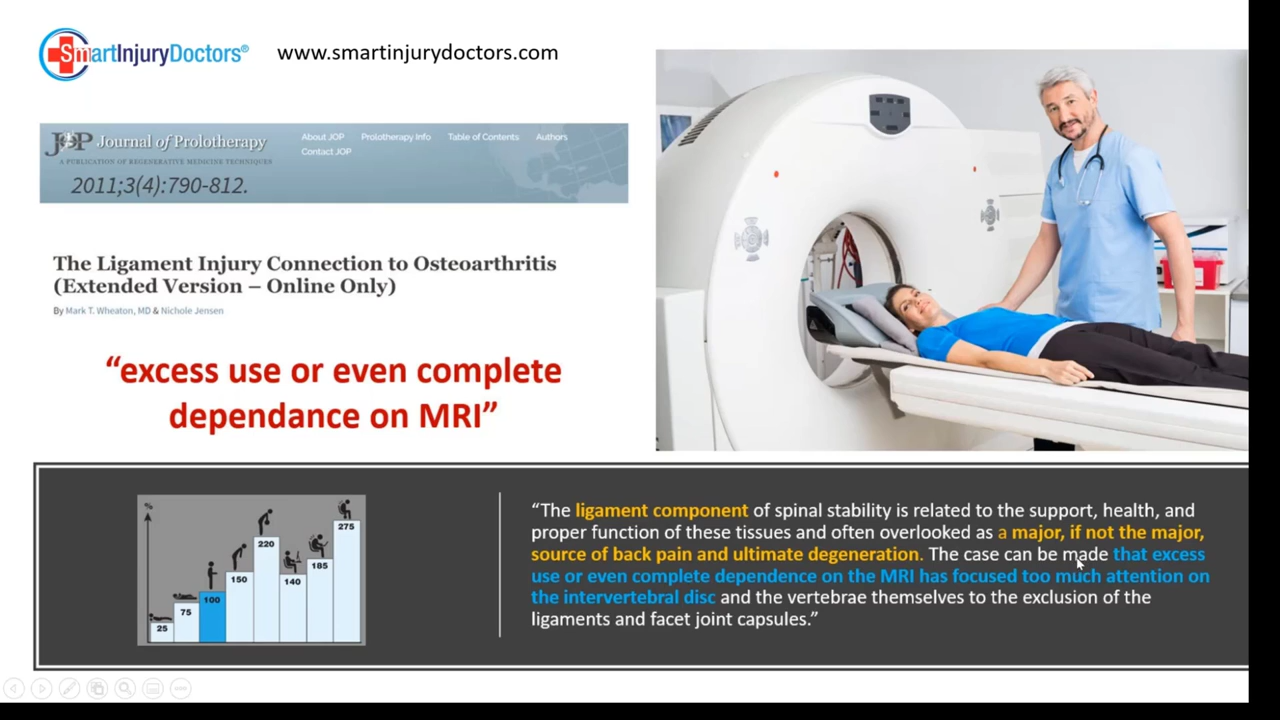 SmartInjuryDoctors® www.smartinjurydoctors.com
JOP Journal of Prolotherapy
A PUBLICATION OF REGENERATIVE MEDICINE TECHNIQUES
About JOP Prolotherapy Info Table of Contents Authors
Contact JOP
2011;3(4):790-812.
The Ligament Injury Connection to Osteoarthritis
(Extended Version – Online Only)
By Mark T. Wheaton, MD & Nichole Jensen
“excess use or even complete
dependance on MRI”
%
25 75 100 150 220 140 185 275
“The ligament component of spinal stability is related to the support, health, and
proper function of these tissues and often overlooked as a major, if not the major,
source of back pain and ultimate degeneration. The case can be made that excess
use or even complete dependence on the MRI has focused too much attention on
the intervertebral disc and the vertebrae themselves to the exclusion of the
ligaments and facet joint capsules.”